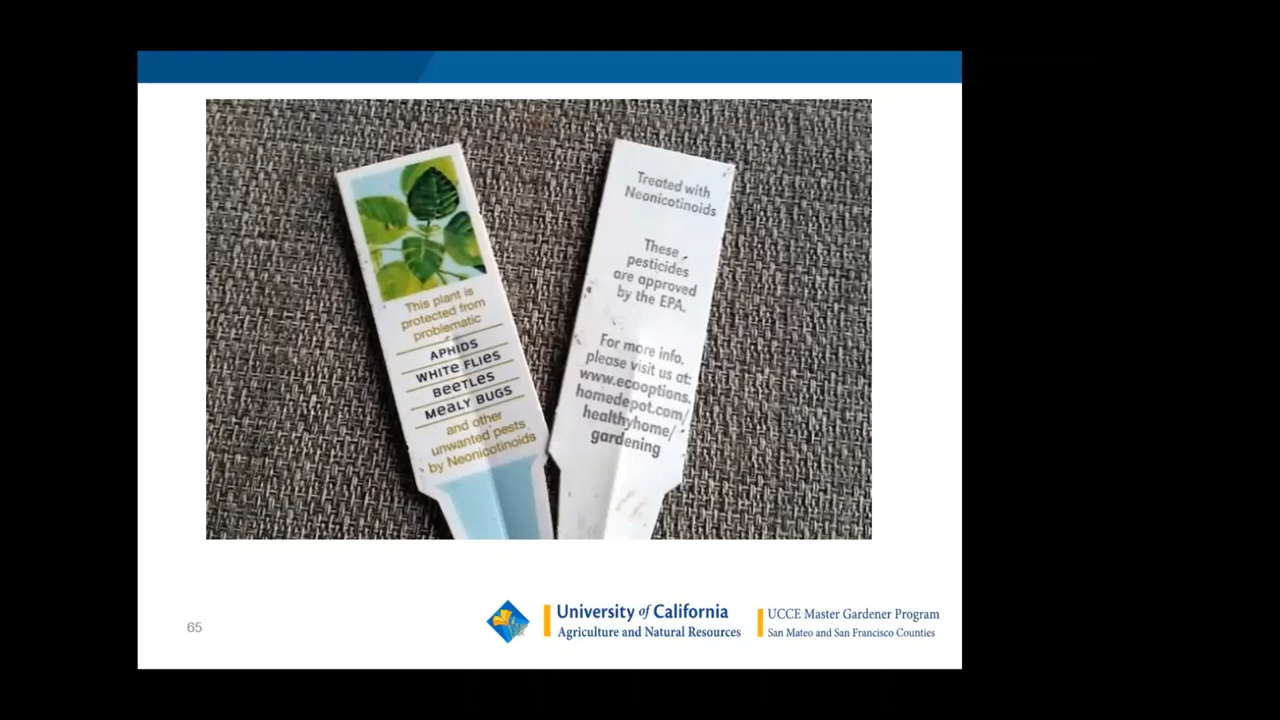 This plant is
protected from
problematic
APHIDS
WHITE FLIES
BEETLES
MEALY BUGS
and other
unwanted pests
by Neonicotinoids
Treated with
Neonicotinoids
These
pesticides
are approved
by the EPA.
For more info.
please visit us at:
www.ecooptions.
homedepot.com/
healthyhome/
gardening
65
University of California
Agriculture and Natural Resources
UCCE Master Gardener Program
San Mateo and San Francisco Counties